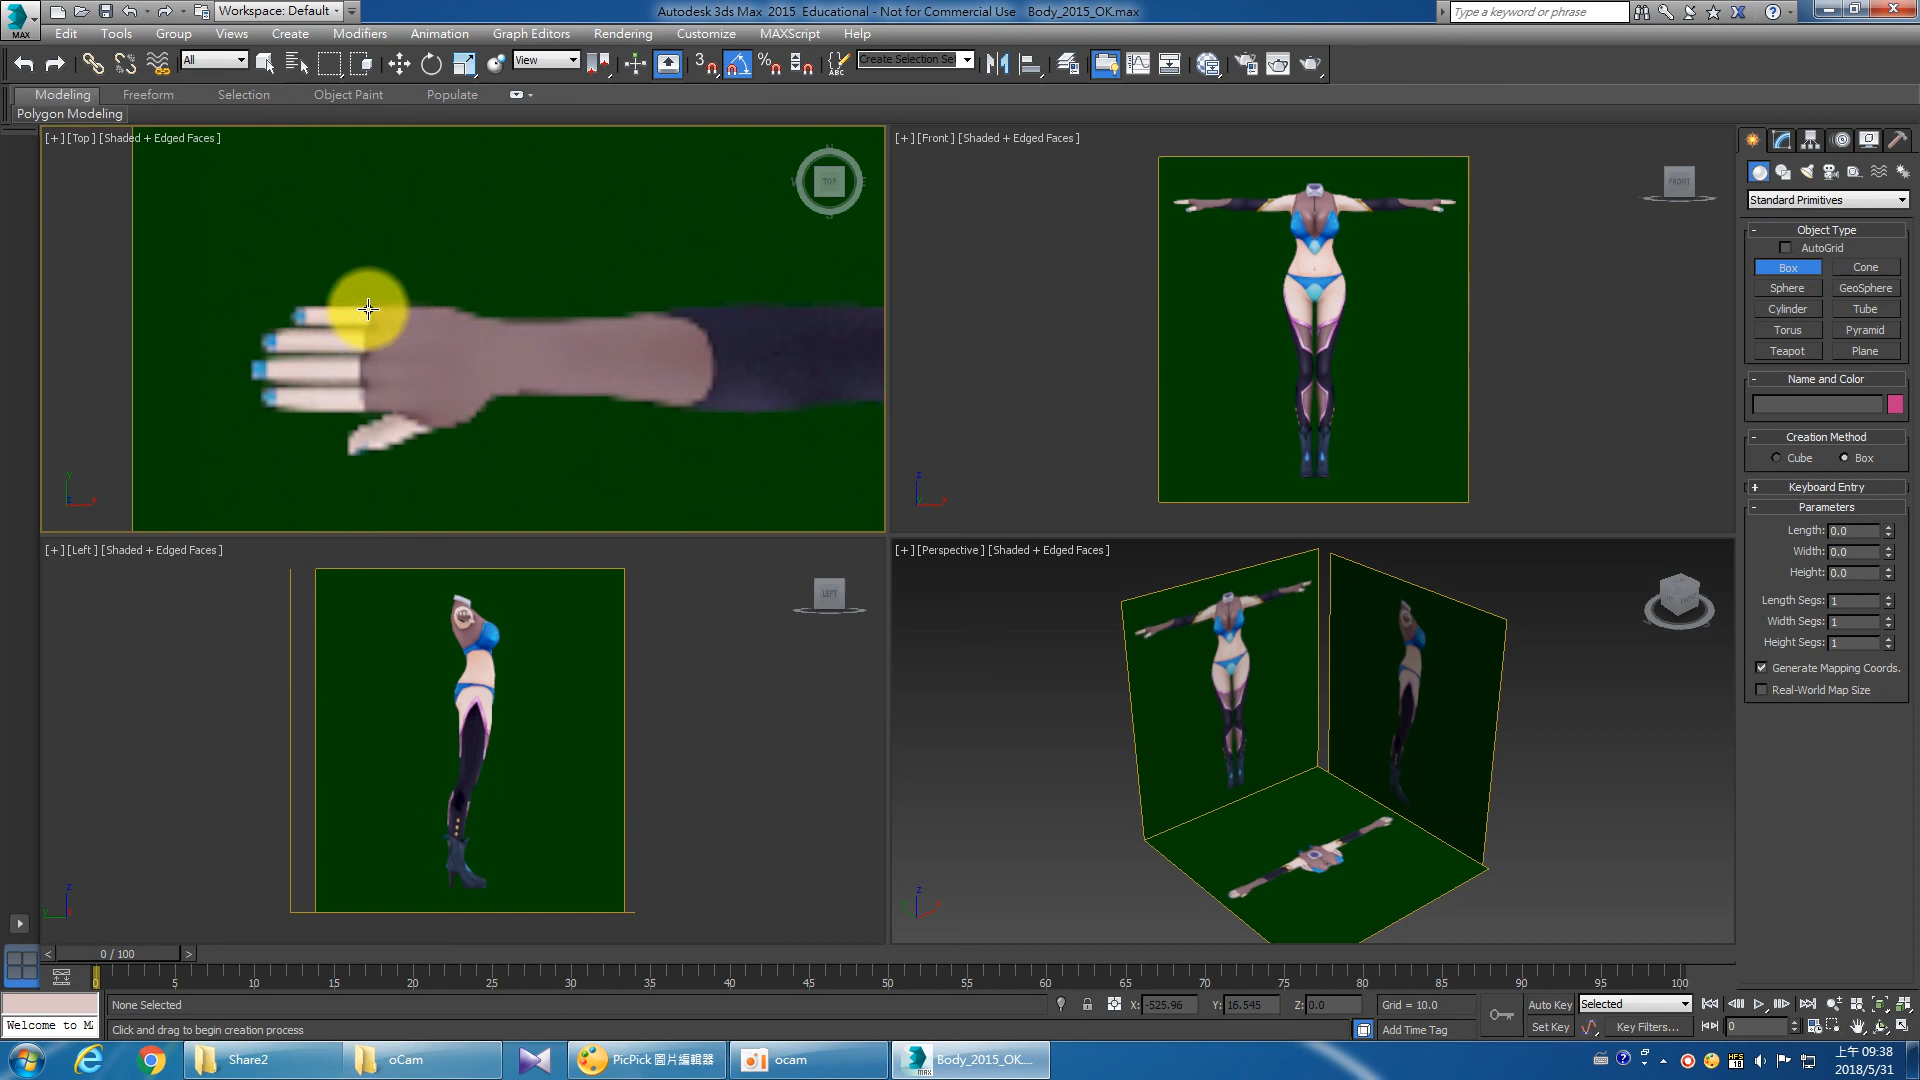 Workspace: Default
Autodesk 3ds Max 2015 Educational - Not for Commercial Use Body_2015_OK.max
Type a keyword or phrase
MAX
Edit Tools Group Views Create Modifiers Animation Graph Editors Rendering Customize MAXScript Help
All View 3 Create Selection Se
Modeling Freeform Selection Object Paint Populate
Polygon Modeling
[+][Top][Shaded + Edged Faces]
[+][Front][Shaded + Edged Faces]
TOP
FRONT
Standard Primitives
- Object Type
AutoGrid
Box Cone
Sphere GeoSphere
Cylinder Tube
Torus Pyramid
Teapot Plane
- Name and Color
- Creation Method
Cube Box
+ Keyboard Entry
- Parameters
Length: 0.0
Width: 0.0
Height: 0.0
Length Segs: 1
Width Segs: 1
Height Segs: 1
Generate Mapping Coords.
Real-World Map Size
[+][Left][Shaded + Edged Faces]
[+][Perspective][Shaded + Edged Faces]
LEFT
< 0 / 100 >
0 5 10 15 20 25 30 35 40 45 50 55 60 65 70 75 80 85 90 95 100
None Selected
X: -525.96 Y: 16.545 Z: 0.0 Grid = 10.0
Auto Key Selected
Welcome to M
Click and drag to begin creation process
Add Time Tag
Set Key Key Filters... 0
Share2 oCam PicPick 圖片編輯器 ocam Body_2015_OK....
上午 09:38
2018/5/31